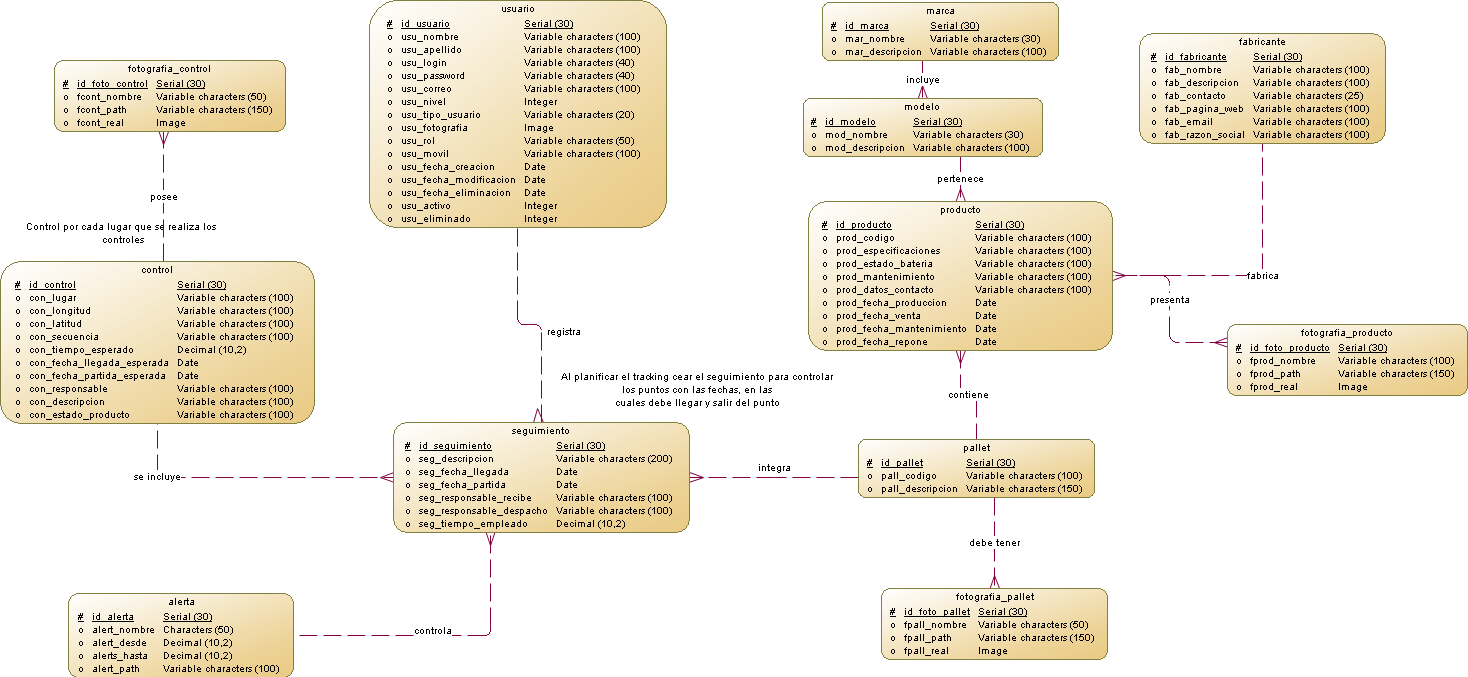 usuario
# id_usuario Serial (30)
o usu_nombre Variable characters (100)
o usu_apellido Variable characters (100)
o usu_login Variable characters (40)
o usu_password Variable characters (40)
o usu_correo Variable characters (100)
o usu_nivel Integer
o usu_tipo_usuario Variable characters (20)
o usu_fotografia Image
o usu_rol Variable characters (50)
o usu_movil Variable characters (100)
o usu_fecha_creacion Date
o usu_fecha_modificacion Date
o usu_fecha_eliminacion Date
o usu_activo Integer
o usu_eliminado Integer
marca
# id_marca Serial (30)
o mar_nombre Variable characters (30)
o mar_descripcion Variable characters (100)
incluye
fabricante
# id_fabricante Serial (30)
o fab_nombre Variable characters (100)
o fab_descripcion Variable characters (100)
o fab_contacto Variable characters (25)
o fab_pagina_web Variable characters (100)
o fab_email Variable characters (100)
o fab_razon_social Variable characters (100)
fotografia_control
# id_foto_control Serial (30)
o fcont_nombre Variable characters (50)
o fcont_path Variable characters (150)
o fcont_real Image
modelo
# id_modelo Serial (30)
o mod_nombre Variable characters (30)
o mod_descripcion Variable characters (100)
pertenece
posee
Control por cada lugar que se realiza los
controles
producto
# id_producto Serial (30)
o prod_codigo Variable characters (100)
o prod_especificaciones Variable characters (100)
o prod_estado_bateria Variable characters (100)
o prod_mantenimiento Variable characters (100)
o prod_datos_contacto Variable characters (100)
o prod_fecha_produccion Date
o prod_fecha_venta Date
o prod_fecha_mantenimiento Date
o prod_fecha_repone Date
fabrica
presenta
control
# id_control Serial (30)
o con_lugar Variable characters (100)
o con_longitud Variable characters (100)
o con_latitud Variable characters (100)
o con_secuencia Variable characters (100)
o con_tiempo_esperado Decimal (10,2)
o con_fecha_llegada_esperada Date
o con_fecha_partida_esperada Date
o con_responsable Variable characters (100)
o con_descripcion Variable characters (100)
o con_estado_producto Variable characters (100)
registra
fotografia_producto
# id_foto_producto Serial (30)
o fprod_nombre Variable characters (100)
o fprod_path Variable characters (150)
o fprod_real Image
Al planificar el tracking cear el seguimiento para controlar
los puntos con las fechas, en las
cuales debe llegar y salir del punto
contiene
seguimiento
# id_seguimiento Serial (30)
o seg_descripcion Variable characters (200)
o seg_fecha_llegada Date
o seg_fecha_partida Date
o seg_responsable_recibe Variable characters (100)
o seg_responsable_despacho Variable characters (100)
o seg_tiempo_empleado Decimal (10,2)
se incluye
integra
pallet
# id_pallet Serial (30)
o pall_codigo Variable characters (100)
o pall_descripcion Variable characters (150)
debe tener
alerta
# id_alerta Serial (30)
o alert_nombre Characters (50)
o alert_desde Decimal (10,2)
o alerts_hasta Decimal (10,2)
o alert_path Variable characters (100)
controla
fotografia_pallet
# id_foto_pallet Serial (30)
o fpall_nombre Variable characters (50)
o fpall_path Variable characters (150)
o fpall_real Image